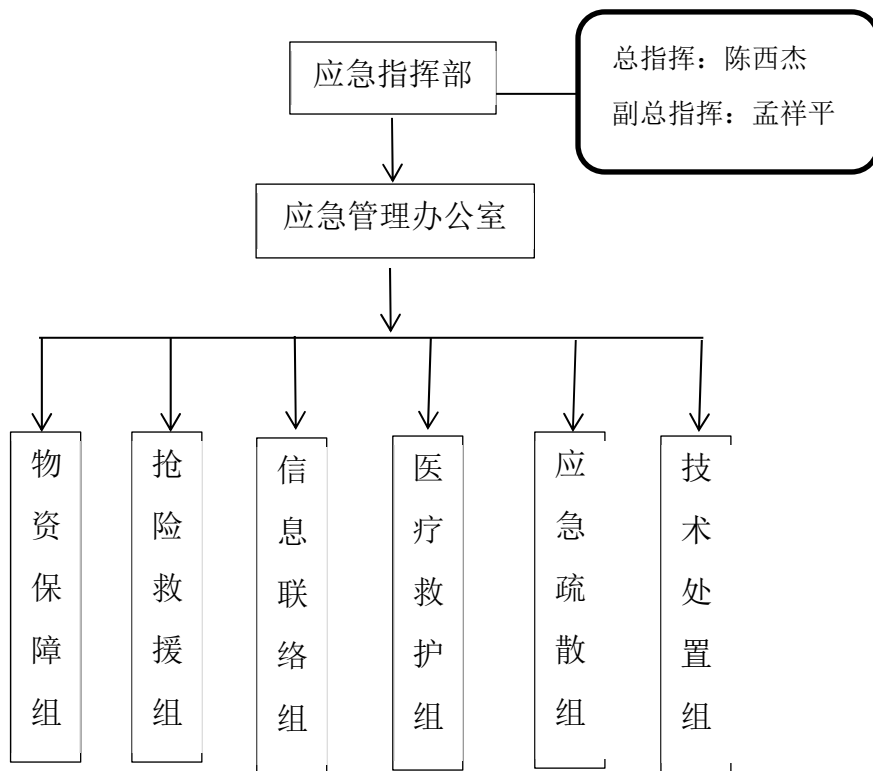 应急指挥部
总指挥：陈西杰
副总指挥：孟祥平
应急管理办公室
物资保障组
抢险救援组
信息联络组
医疗救护组
应急疏散组
技术处置组